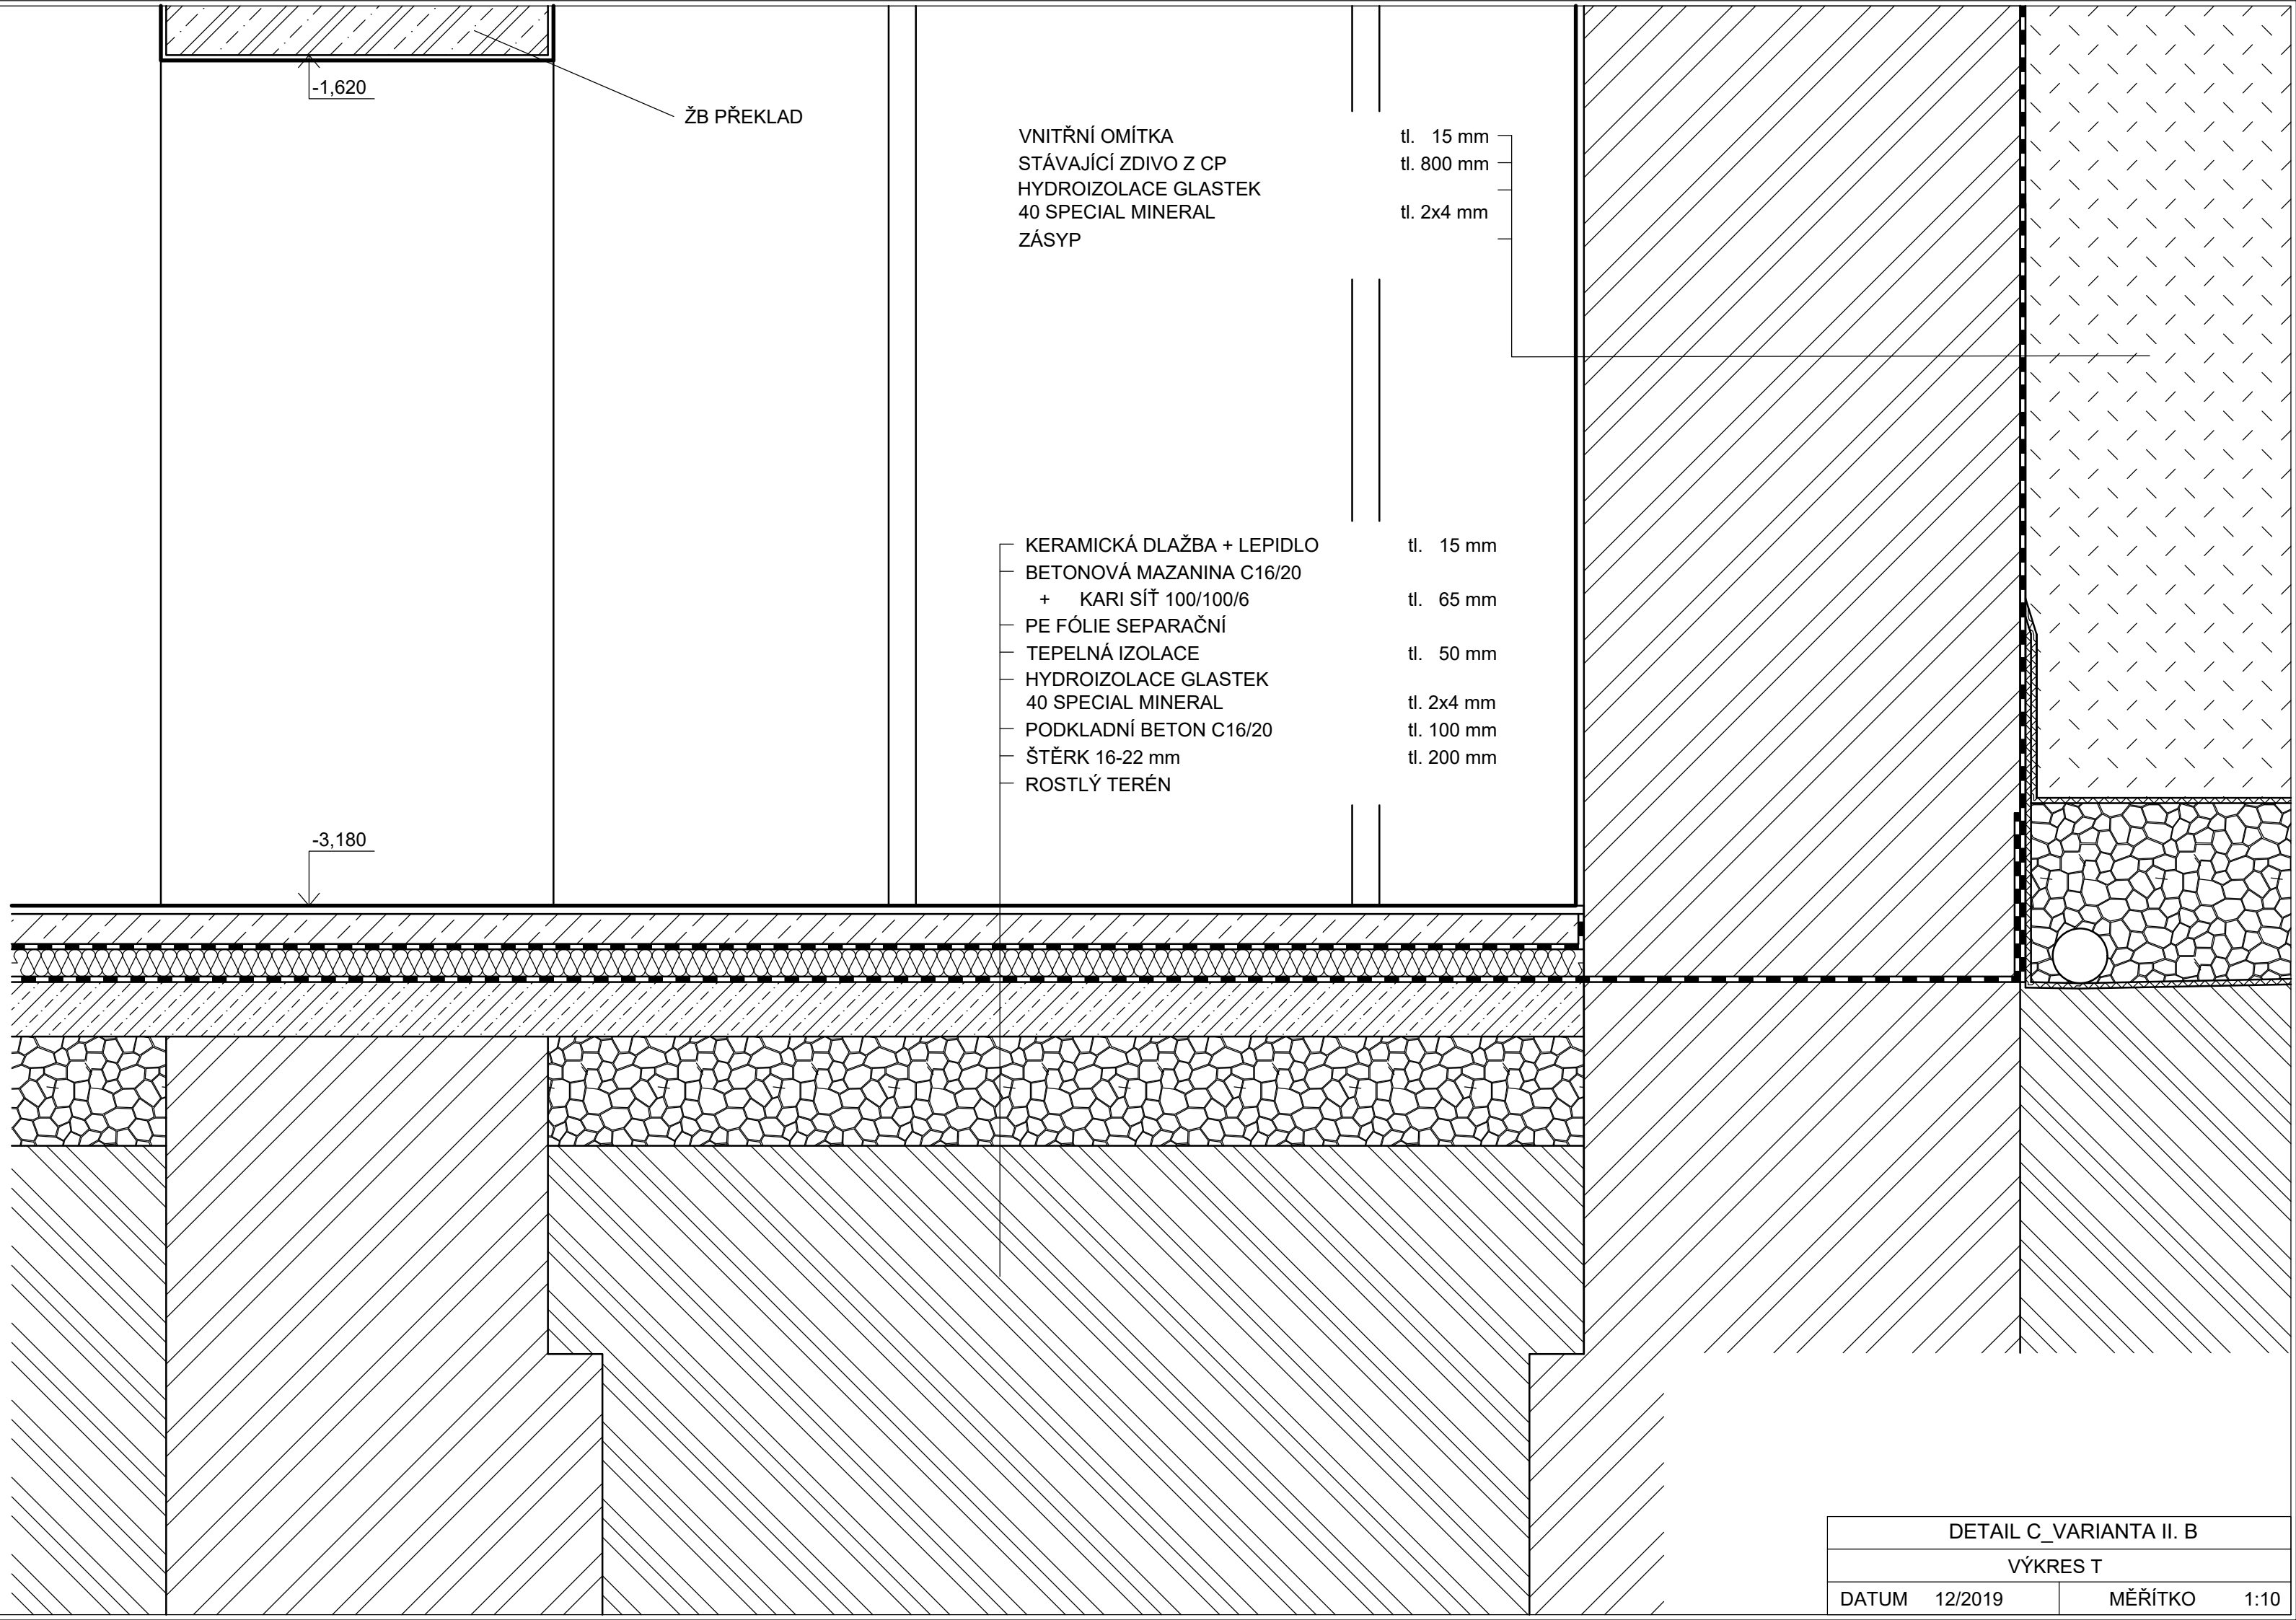 -1,620
ŽB PŘEKLAD
VNITŘNÍ OMÍTKA tl. 15 mm
STÁVAJÍCÍ ZDIVO Z CP tl. 800 mm
HYDROIZOLACE GLASTEK
40 SPECIAL MINERAL tl. 2x4 mm
ZÁSYP
KERAMICKÁ DLAŽBA + LEPIDLO tl. 15 mm
BETONOVÁ MAZANINA C16/20
+ KARI SÍŤ 100/100/6 tl. 65 mm
PE FÓLIE SEPARAČNÍ
TEPELNÁ IZOLACE tl. 50 mm
HYDROIZOLACE GLASTEK
40 SPECIAL MINERAL tl. 2x4 mm
PODKLADNÍ BETON C16/20 tl. 100 mm
ŠTĚRK 16-22 mm tl. 200 mm
ROSTLÝ TERÉN
-3,180
DETAIL C_VARIANTA II. B
VÝKRES T
DATUM 12/2019 MĚŘÍTKO 1:10